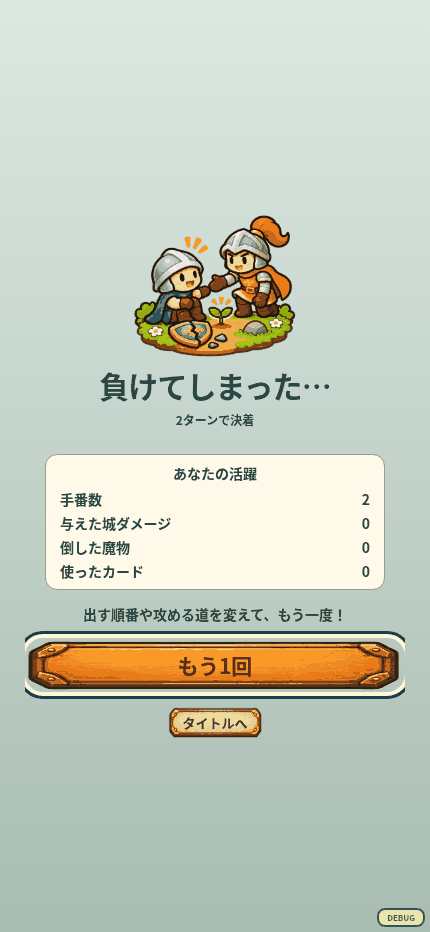 負けてしまった…
2ターンで決着
あなたの活躍
手番数 2
与えた城ダメージ 0
倒した魔物 0
使ったカード 0
出す順番や攻める道を変えて、もう一度！
もう1回
タイトルへ
DEBUG